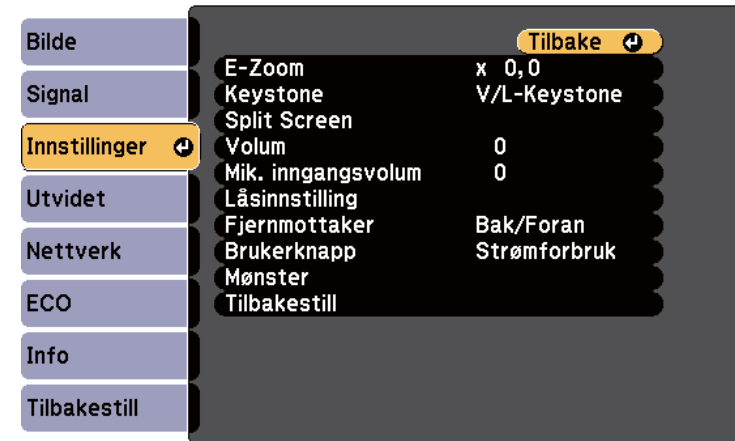 Bilde
Signal
Innstillinger
Utvidet
Nettverk
ECO
Info
Tilbakestill
Tilbake
E-Zoom x 0,0
Keystone V/L-Keystone
Split Screen
Volum 0
Mik. inngangsvolum 0
Låsinnstilling
Fjernmottaker Bak/Foran
Brukerknapp Strømforbruk
Mønster
Tilbakestill